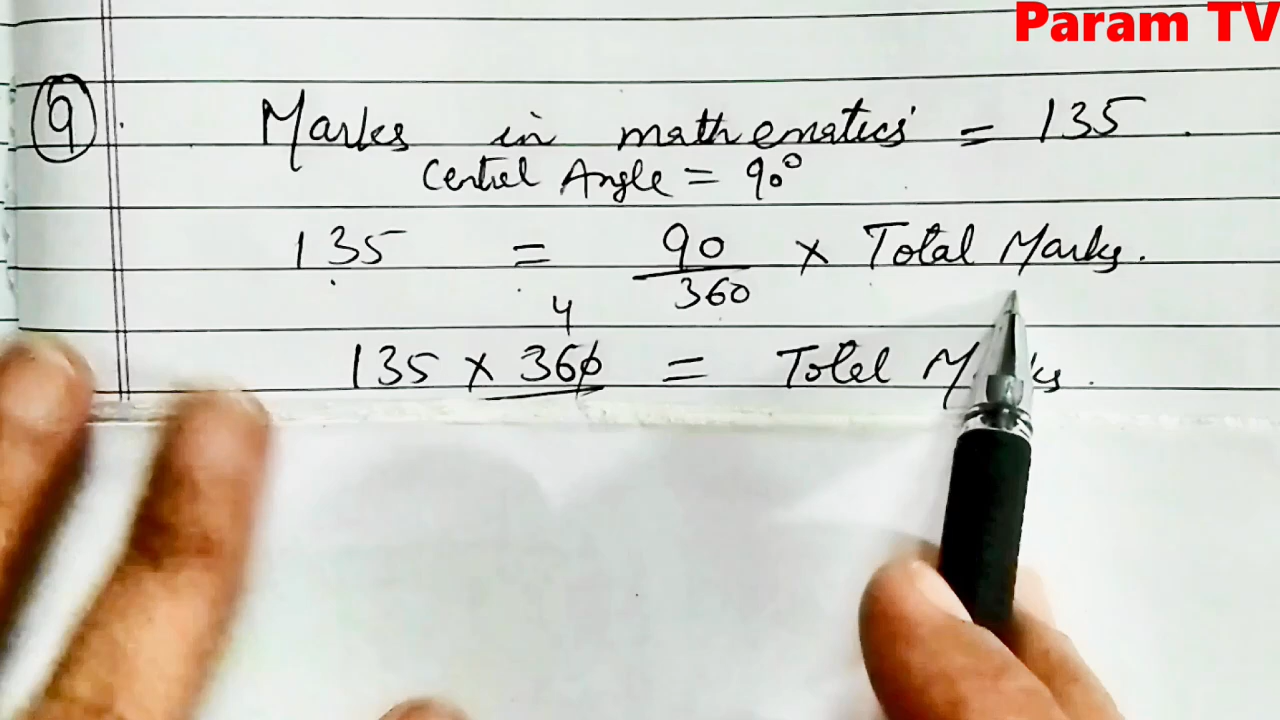 Param TV
9 Marks in mathematics = 135
Central Angle = 90°
135 = 90/360 × Total Marks.
4
135 × 360 = Total